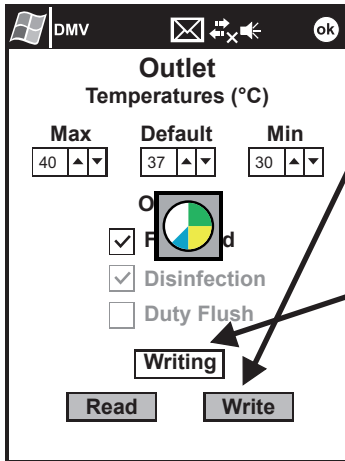 DMV ok
Outlet
Temperatures (°C)
Max Default Min
40 37 30
Disinfection
Duty Flush
Writing
Read Write